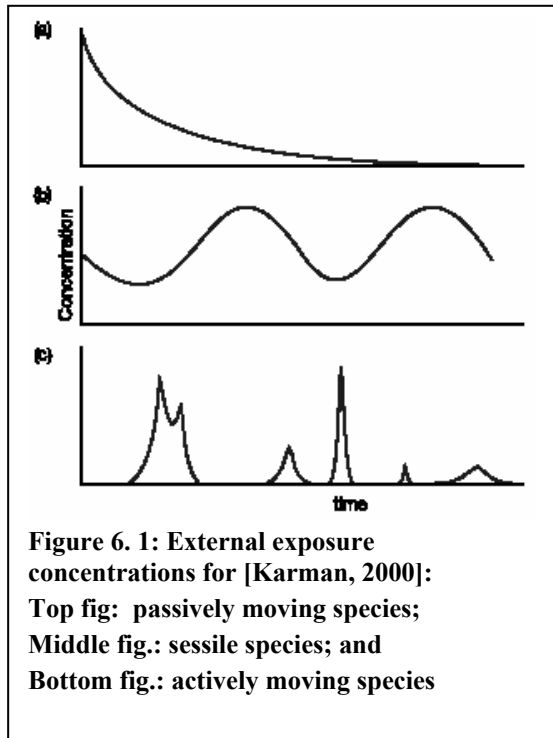 (a)
(b)
Concentration
(c)
time
Figure 6. 1: External exposure
concentrations for [Karman, 2000]:
Top fig: passively moving species;
Middle fig.: sessile species; and
Bottom fig.: actively moving species